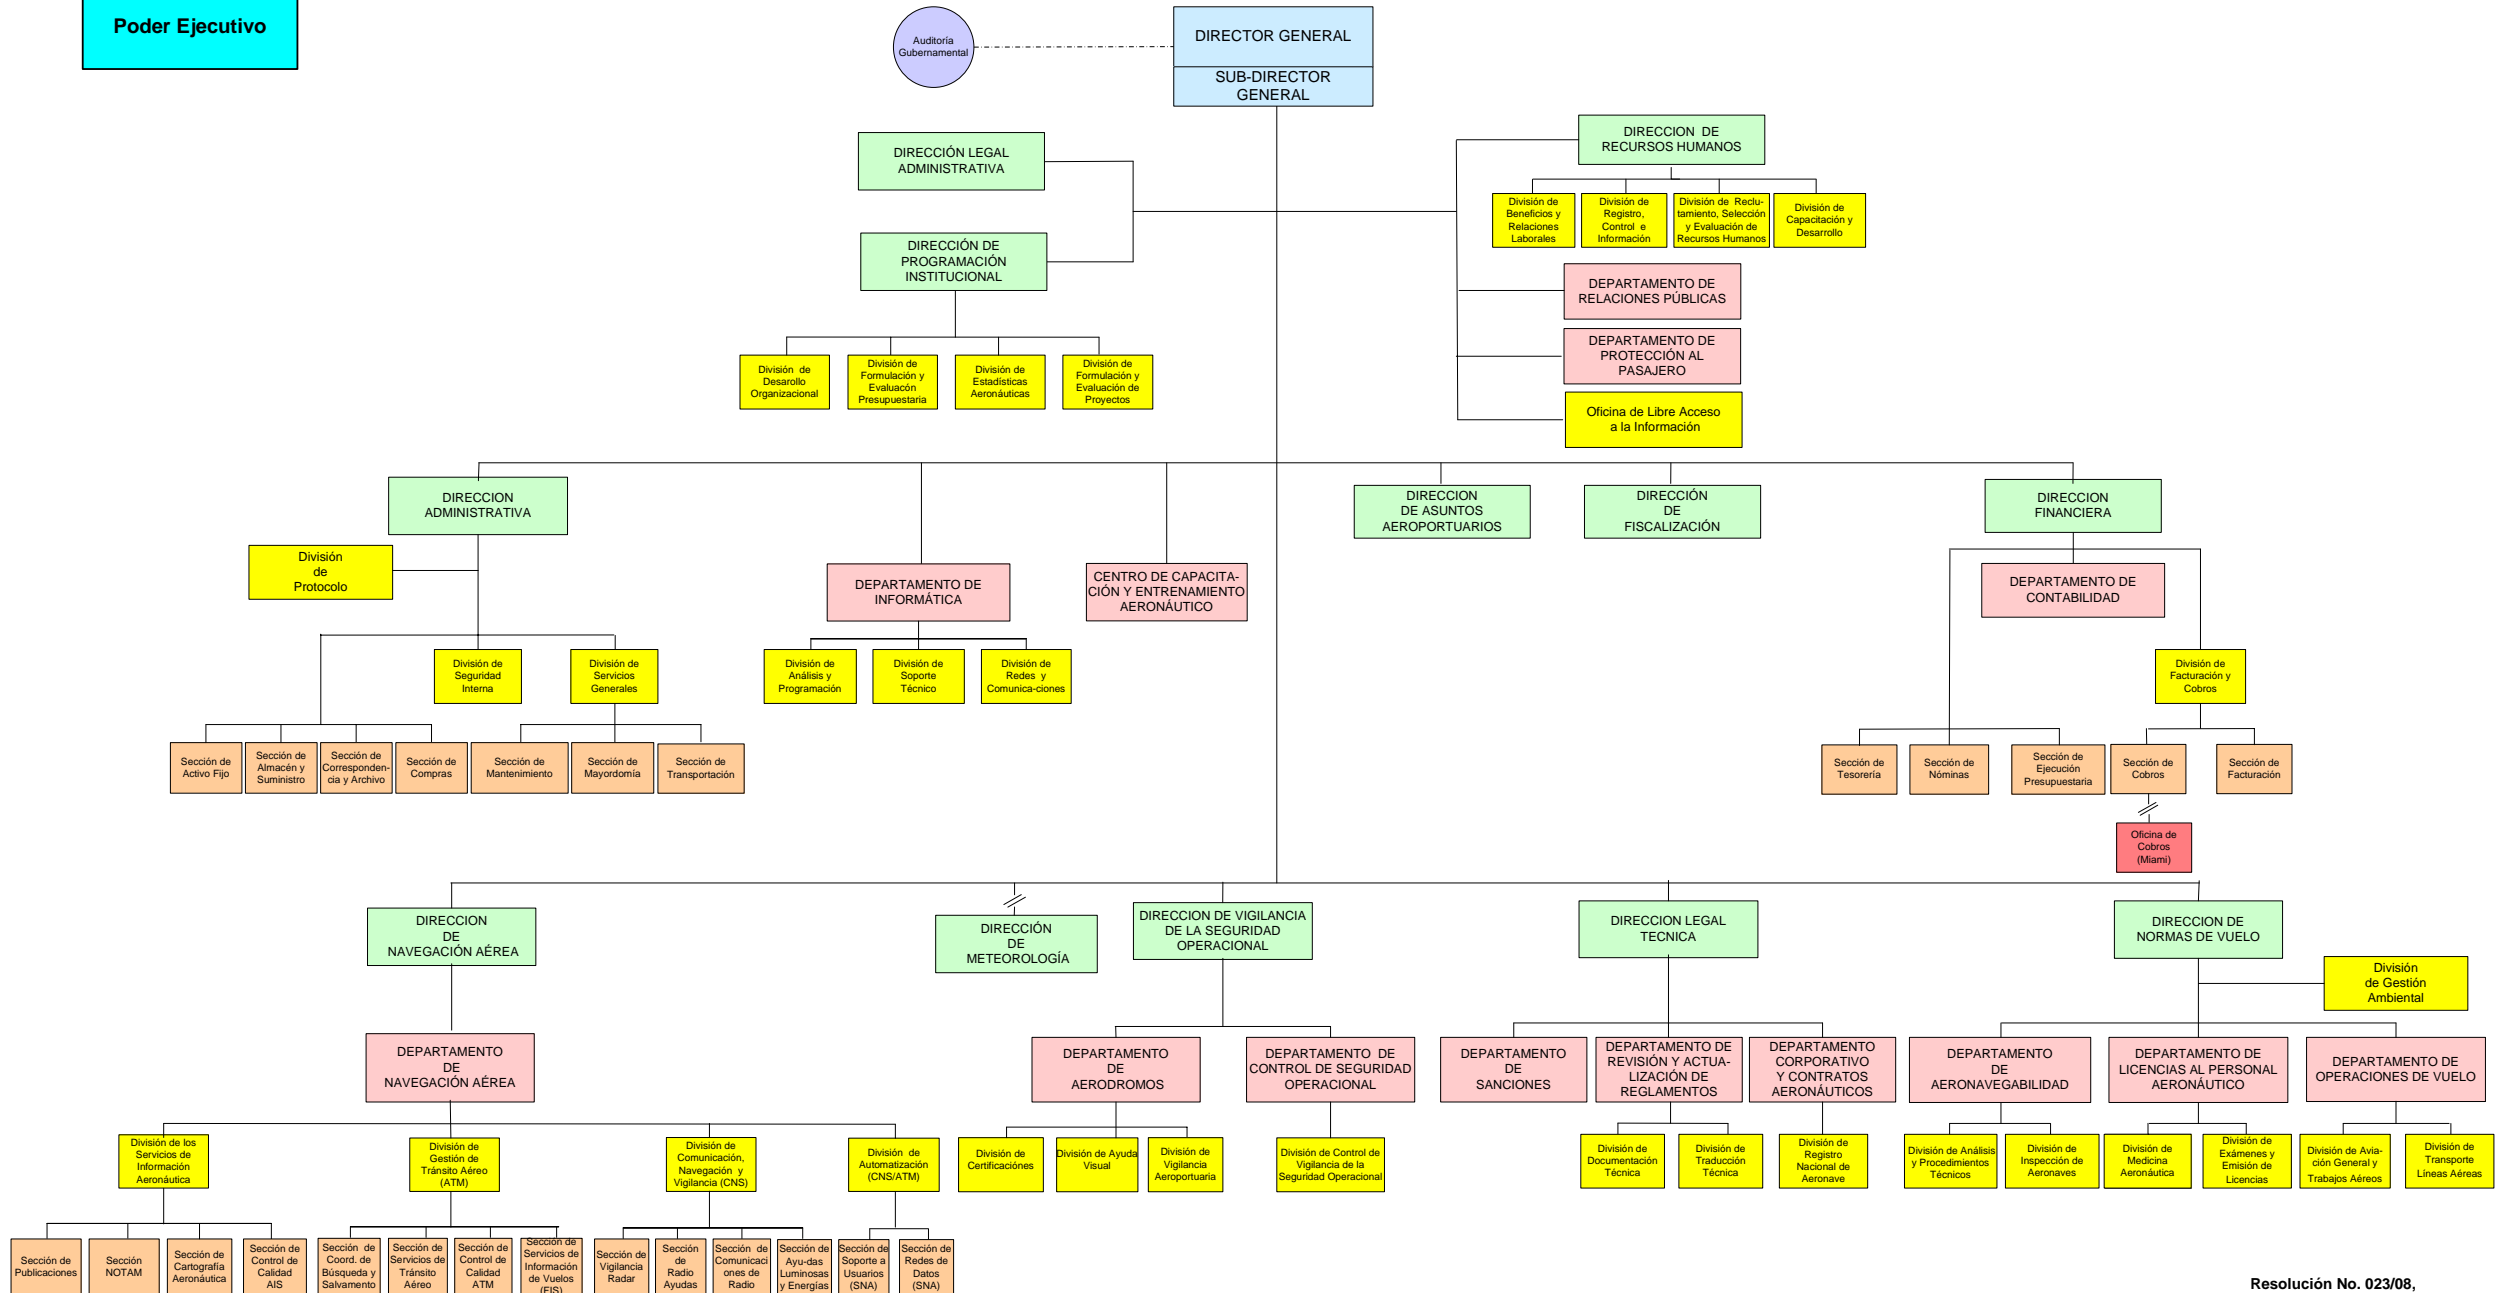 Poder Ejecutivo
Auditoría
Gubernamental
DIRECTOR GENERAL
SUB-DIRECTOR
GENERAL
DIRECCIÓN LEGAL
ADMINISTRATIVA
DIRECCION DE
RECURSOS HUMANOS
División de
Beneficios y
Relaciones
Laborales
División de
Registro,
Control e
Información
División de Reclu-
tamiento, Selección
y Evaluación de
Recursos Humanos
División de
Capacitación y
Desarrollo
DIRECCIÓN DE
PROGRAMACIÓN
INSTITUCIONAL
DEPARTAMENTO DE
RELACIONES PÚBLICAS
DEPARTAMENTO DE
PROTECCIÓN AL
PASAJERO
Oficina de Libre Acceso
a la Información
División de
Desarollo
Organizacional
División de
Formulación y
Evaluacón
Presupuestaria
División de
Estadísticas
Aeronáuticas
División de
Formulación y
Evaluación de
Proyectos
DIRECCION
ADMINISTRATIVA
DIRECCION
DE ASUNTOS
AEROPORTUARIOS
DIRECCIÓN
DE
FISCALIZACIÓN
DIRECCION
FINANCIERA
División
de
Protocolo
DEPARTAMENTO DE
INFORMÁTICA
CENTRO DE CAPACITA-
CIÓN Y ENTRENAMIENTO
AERONÁUTICO
DEPARTAMENTO DE
CONTABILIDAD
División de
Seguridad
Interna
División de
Servicios
Generales
División de
Análisis y
Programación
División de
Soporte
Técnico
División de
Redes y
Comunica-ciones
División de
Facturación y
Cobros
Sección de
Activo Fijo
Sección de
Almacén y
Suministro
Sección de
Corresponden-
cia y Archivo
Sección de
Compras
Sección de
Mantenimiento
Sección de
Mayordomía
Sección de
Transportación
Sección de
Tesorería
Sección de
Nóminas
Sección de
Ejecución
Presupuestaria
Sección de
Cobros
Sección de
Facturación
Oficina de
Cobros
(Miami)
DIRECCION
DE
NAVEGACIÓN AÉREA
DIRECCIÓN
DE
METEOROLOGÍA
DIRECCION DE VIGILANCIA
DE LA SEGURIDAD
OPERACIONAL
DIRECCION LEGAL
TECNICA
DIRECCION DE
NORMAS DE VUELO
División
de Gestión
Ambiental
DEPARTAMENTO
DE
NAVEGACIÓN AÉREA
DEPARTAMENTO
DE
AERODROMOS
DEPARTAMENTO DE
CONTROL DE SEGURIDAD
OPERACIONAL
DEPARTAMENTO
DE
SANCIONES
DEPARTAMENTO DE
REVISIÓN Y ACTUA-
LIZACIÓN DE
REGLAMENTOS
DEPARTAMENTO
CORPORATIVO
Y CONTRATOS
AERONÁUTICOS
DEPARTAMENTO
DE
AERONAVEGABILIDAD
DEPARTAMENTO DE
LICENCIAS AL PERSONAL
AERONÁUTICO
DEPARTAMENTO DE
OPERACIONES DE VUELO
División de los
Servicios de
Información
Aeronáutica
División de
Gestión de
Tránsito Aéreo
(ATM)
División de
Comunicación,
Navegación y
Vigilancia (CNS)
División de
Automatización
(CNS/ATM)
División de
Certificaciónes
División de Ayuda
Visual
División de
Vigilancia
Aeroportuaria
División de Control de
Vigilancia de la
Seguridad Operacional
División de
Documentación
Técnica
División de
Traducción
Técnica
División de
Registro
Nacional de
Aeronave
División de Análisis
y Procedimientos
Técnicos
División de
Inspección de
Aeronaves
División de
Medicina
Aeronáutica
División de
Exámenes y
Emisión de
Licencias
División de Avia-
ción General y
Trabajos Aéreos
División de
Transporte
Líneas Aéreas
Sección de
Publicaciones
Sección
NOTAM
Sección de
Cartografía
Aeronáutica
Sección de
Control de
Calidad
AIS
Sección de
Coord. de
Búsqueda y
Salvamento
Sección de
Servicios de
Tránsito
Aéreo
Sección de
Control de
Calidad
ATM
Sección de
Servicios de
Información
de Vuelos
(FIS)
Sección de
Vigilancia
Radar
Sección
de
Radio
Ayudas
Sección de
Comunicaci
ones de
Radio
Sección de
Ayu-das
Luminosas
y Energías
Sección de
Soporte a
Usuarios
(SNA)
Sección de
Redes de
Datos
(SNA)
Resolución No. 023/08,